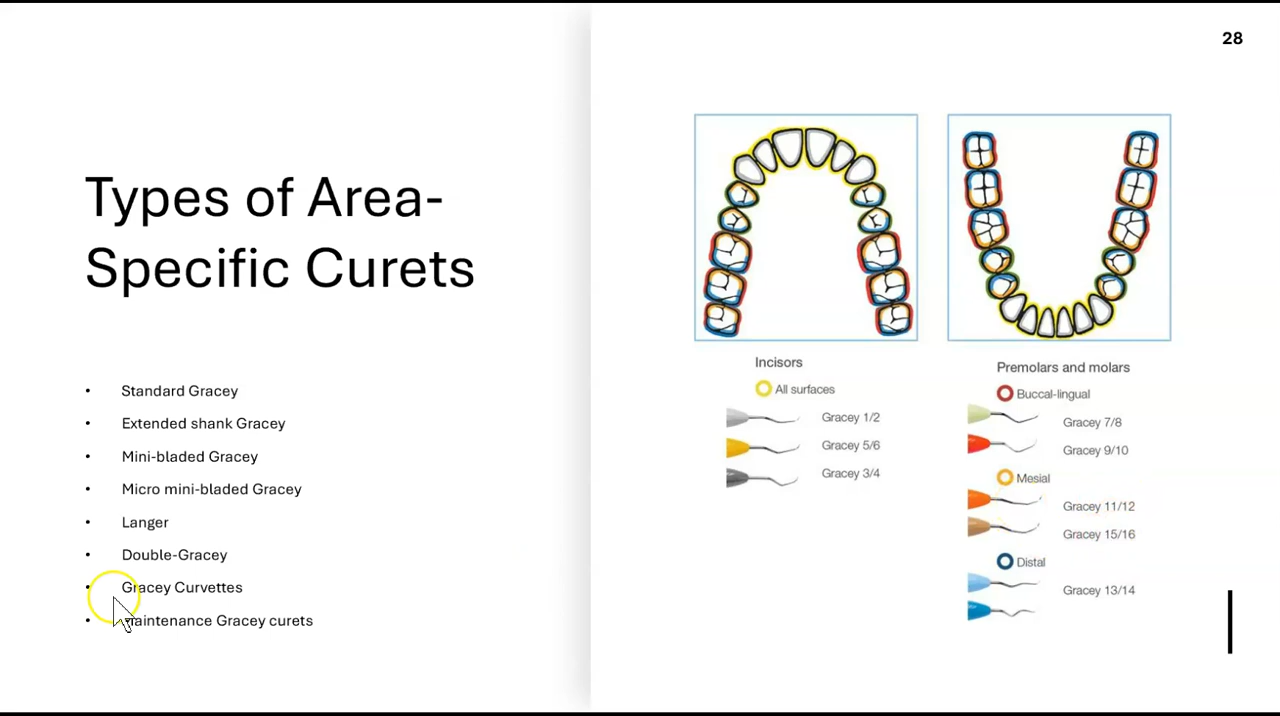 28
Types of Area-
Specific Curets
• Standard Gracey
• Extended shank Gracey
• Mini-bladed Gracey
• Micro mini-bladed Gracey
• Langer
• Double-Gracey
• Gracey Curvettes
• Maintenance Gracey curets
Incisors
All surfaces
Gracey 1/2
Gracey 5/6
Gracey 3/4
Premolars and molars
Buccal-lingual
Gracey 7/8
Gracey 9/10
Mesial
Gracey 11/12
Gracey 15/16
Distal
Gracey 13/14